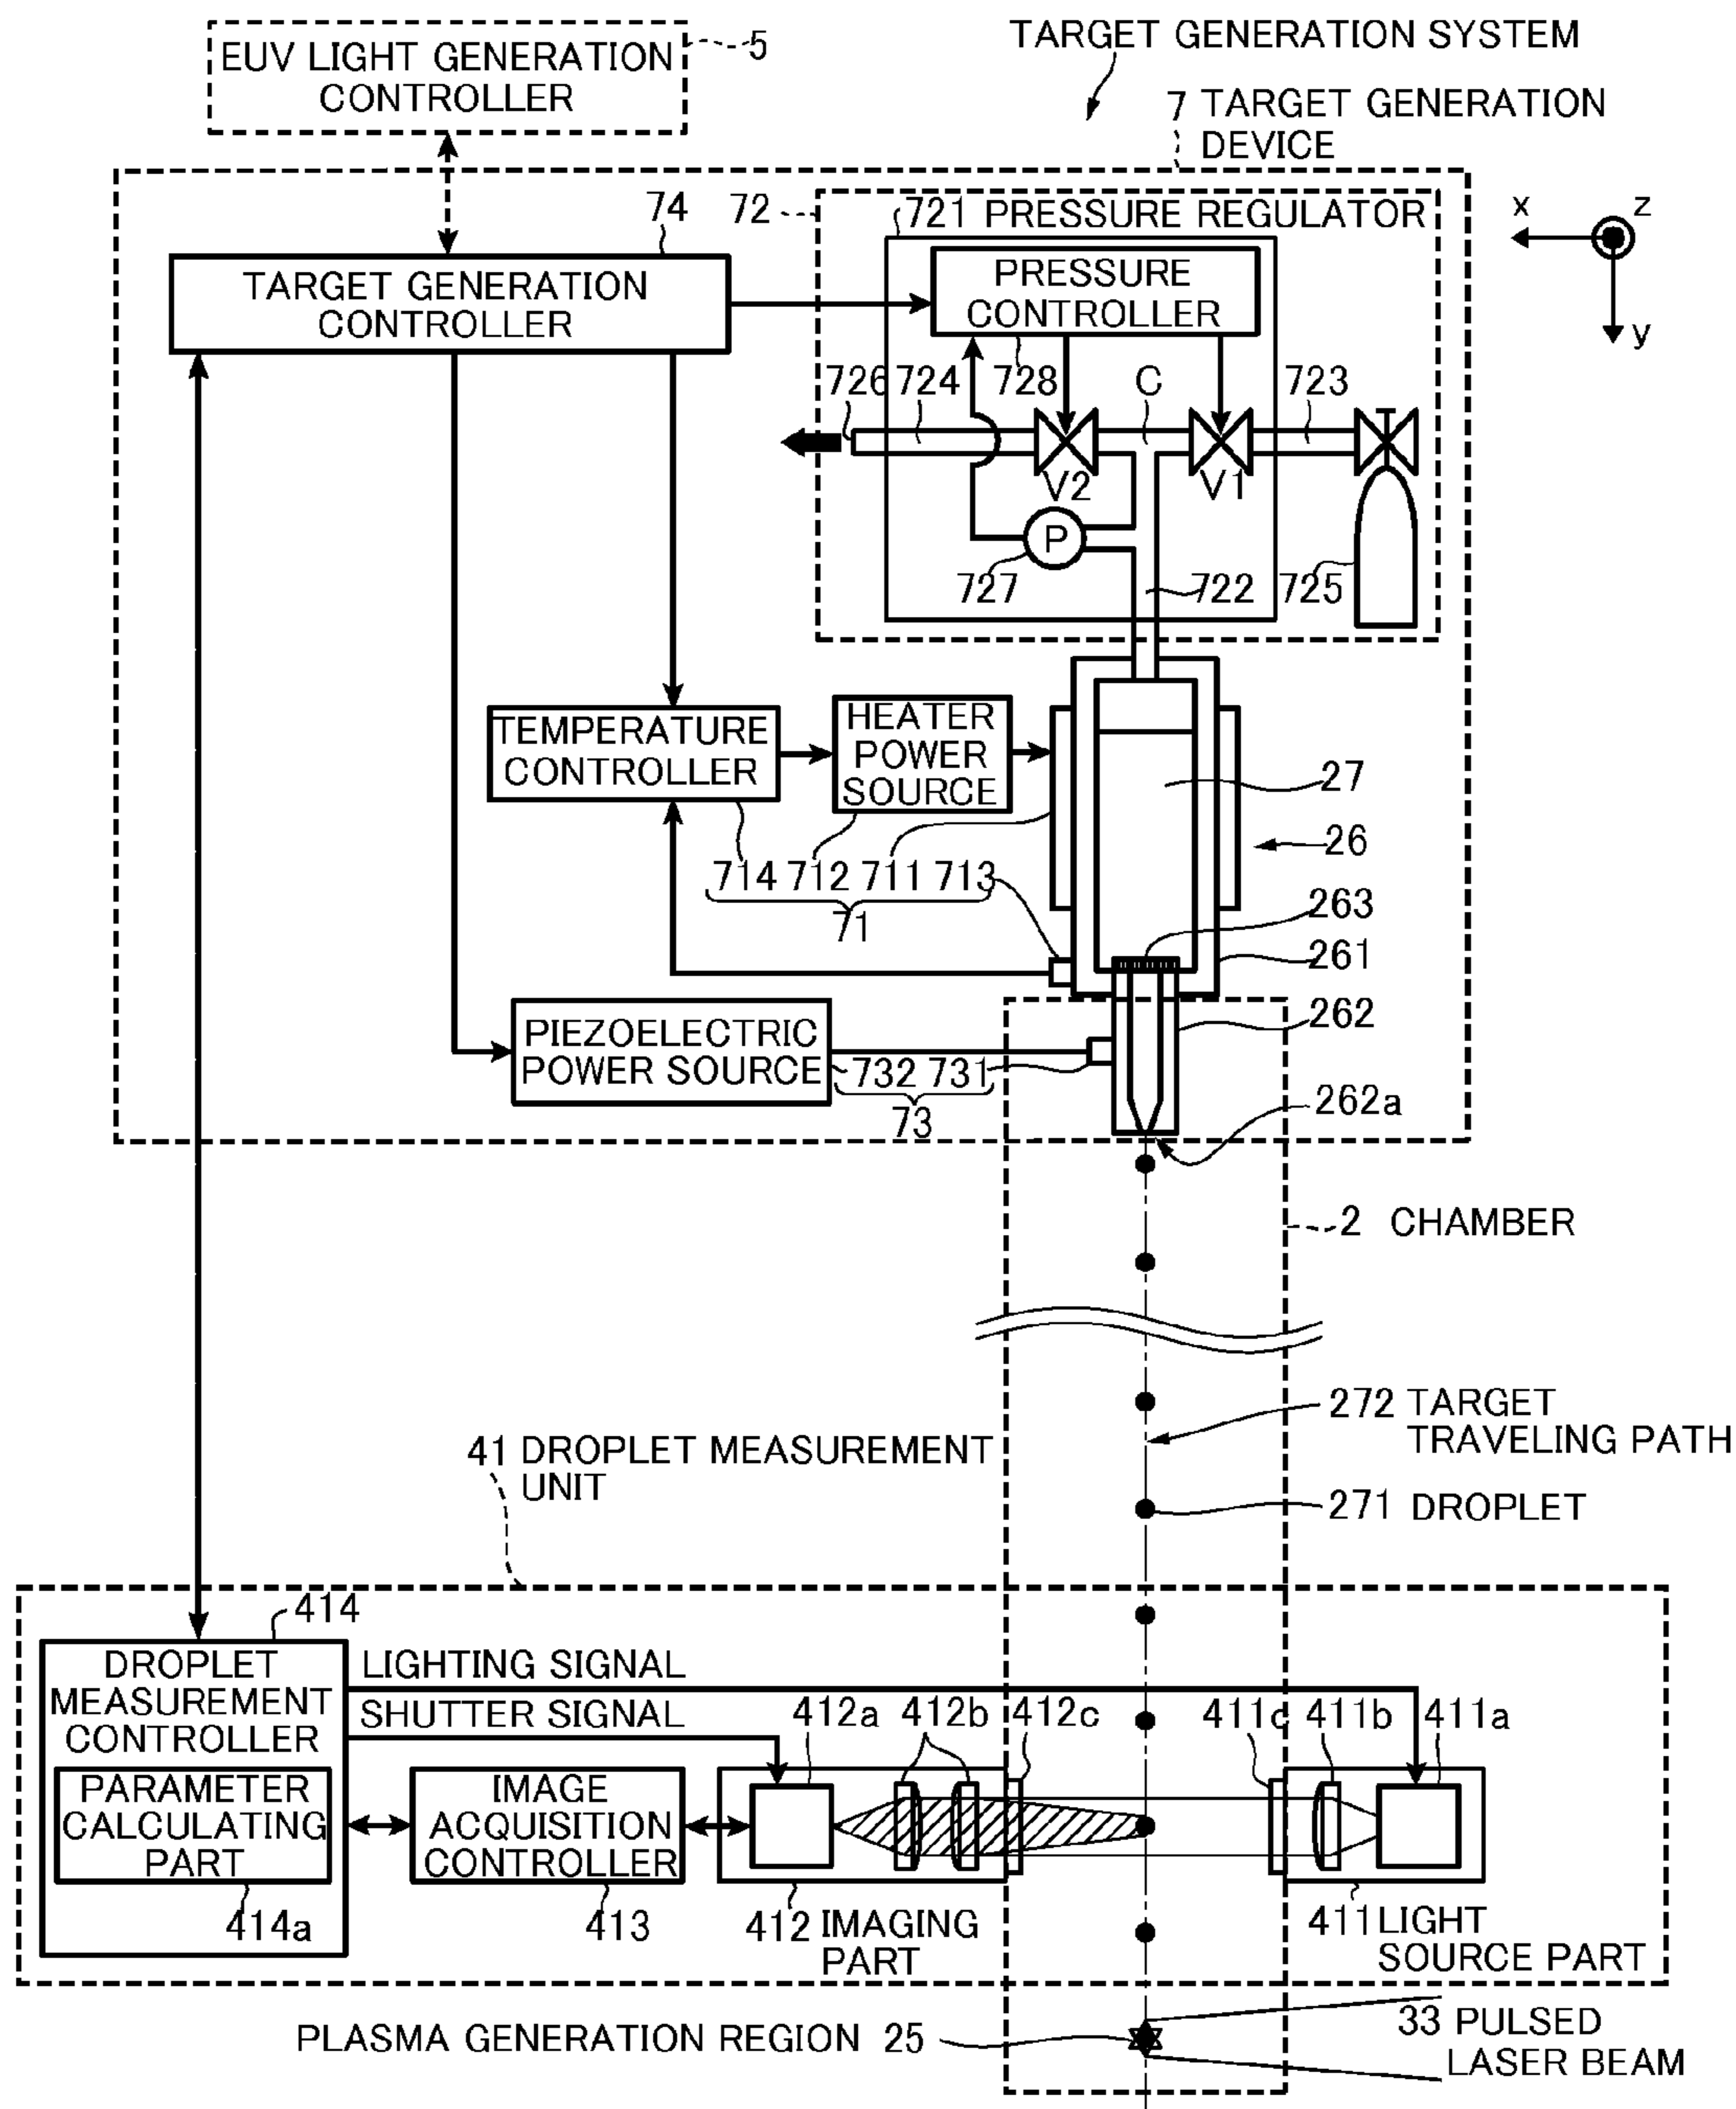 EUV LIGHT GENERATION
CONTROLLER
5
TARGET GENERATION SYSTEM
7 TARGET GENERATION
DEVICE
74
72
721 PRESSURE REGULATOR
x
z
y
TARGET GENERATION
CONTROLLER
PRESSURE
CONTROLLER
726
724
728
C
723
V2
V1
P
727
722
725
TEMPERATURE
CONTROLLER
HEATER
POWER
SOURCE
27
26
714 712 711 713
71
263
261
262
PIEZOELECTRIC
POWER SOURCE
732 731
73
262a
2 CHAMBER
272 TARGET
TRAVELING PATH
41 DROPLET MEASUREMENT
UNIT
271 DROPLET
414
DROPLET
MEASUREMENT
CONTROLLER
LIGHTING SIGNAL
SHUTTER SIGNAL
412a 412b 412c
411c 411b 411a
PARAMETER
CALCULATING
PART
IMAGE
ACQUISITION
CONTROLLER
414a
413
412 IMAGING
PART
411 LIGHT
SOURCE PART
PLASMA GENERATION REGION 25
33 PULSED
LASER BEAM